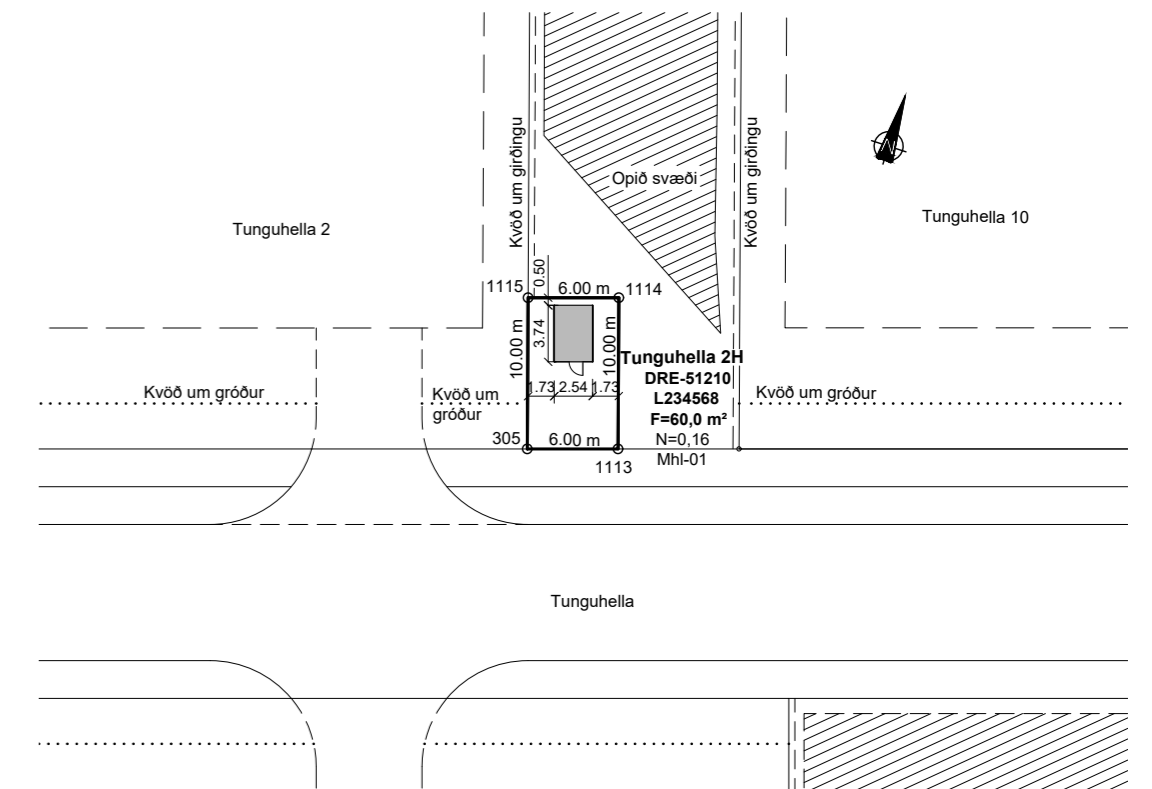 Kvöð um girðingu
Kvöð um girðingu
Opið svæði
N
Tunguhella 2
Tunguhella 10
0.50
1115
6.00 m
1114
3.74
10.00 m
10.00 m
Tunguhella 2H
DRE-51210
L234568
F=60,0 m²
N=0,16
Mhl-01
1.73
2.54
1.73
Kvöð um gróður
Kvöð um
gróður
Kvöð um gróður
305
6.00 m
1113
Tunguhella